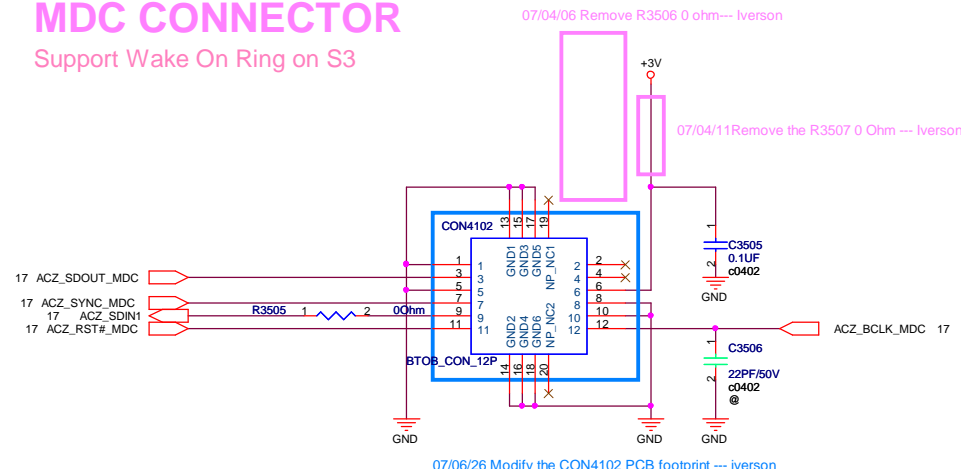 MDC CONNECTOR
07/04/06 Remove R3506 0 ohm--- Iverson
Support Wake On Ring on S3
+3V
07/04/11Remove the R3507 0 Ohm --- Iverson
13 15 17 19
CON4102
GND1 GND3 GND5 NP_NC1
1 1 2 2
17 ACZ_SDOUT_MDC 3 3 4 4
5 5 6 6
17 ACZ_SYNC_MDC 7 7 8 8
17 ACZ_SDIN1 R3505 1 2 0Ohm 9 9 10 10
17 ACZ_RST#_MDC 11 11 12 12 ACZ_BCLK_MDC 17
GND2 GND4 GND6 NP_NC2
BTOB_CON_12P
14 16 18 20
1
C3505
0.1UF
2 c0402
GND
1 C3506
22PF/50V
2 c0402
@
GND GND GND
07/06/26 Modify the CON4102 PCB footprint --- iverson